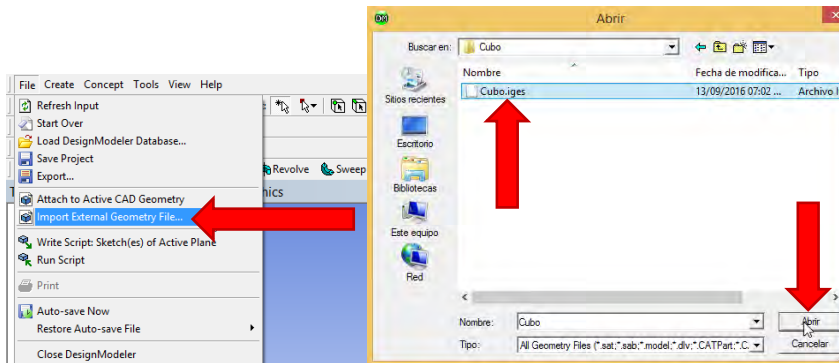 File Create Concept Tools View Help
Refresh Input
Start Over
Load DesignModeler Database...
Save Project
Export...
Revolve Sweep
hics
Attach to Active CAD Geometry
Import External Geometry File...
Write Script: Sketch(es) of Active Plane
Run Script
Print
Auto-save Now
Restore Auto-save File
Close DesignModeler
DM
Abrir
Buscar en: Cubo
Nombre Fecha de modifica... Tipo
Cubo.iges 13/09/2016 07:02 ... Archivo I
Sitios recientes
Escritorio
Bibliotecas
Este equipo
Red
Nombre: Cubo Abrir
Tipo: All Geometry Files (*.sat;*.sab;*.model;*.dlv;*.CATPart;*.C. Cancelar